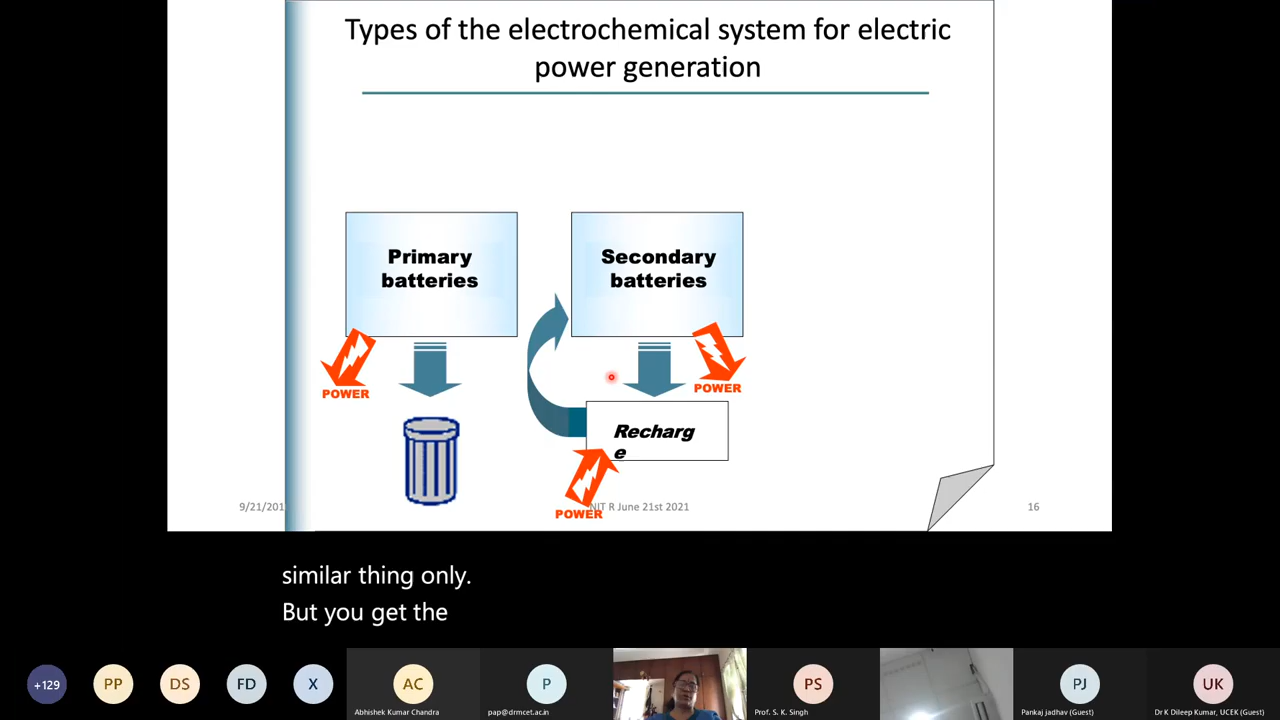 Types of the electrochemical system for electric
power generation
Primary
batteries
Secondary
batteries
POWER
POWER
Recharg
e
POWER
9/21/201
NIT R June 21st 2021
16
similar thing only.
But you get the
+129
PP
DS
FD
X
AC
P
PS
PJ
UK
Abhishek Kumar Chandra
pap@drmcet.ac.in
Prof. S. K. Singh
Pankaj jadhav (Guest)
Dr K Dileep Kumar, UCEK (Guest)